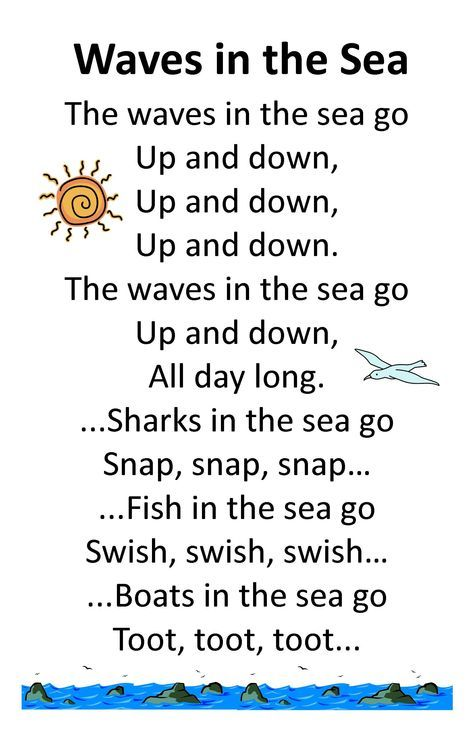 Waves in the Sea
The waves in the sea go
Up and down,
Up and down,
Up and down.
The waves in the sea go
Up and down,
All day long.
...Sharks in the sea go
Snap, snap, snap...
...Fish in the sea go
Swish, swish, swish...
...Boats in the sea go
Toot, toot, toot...